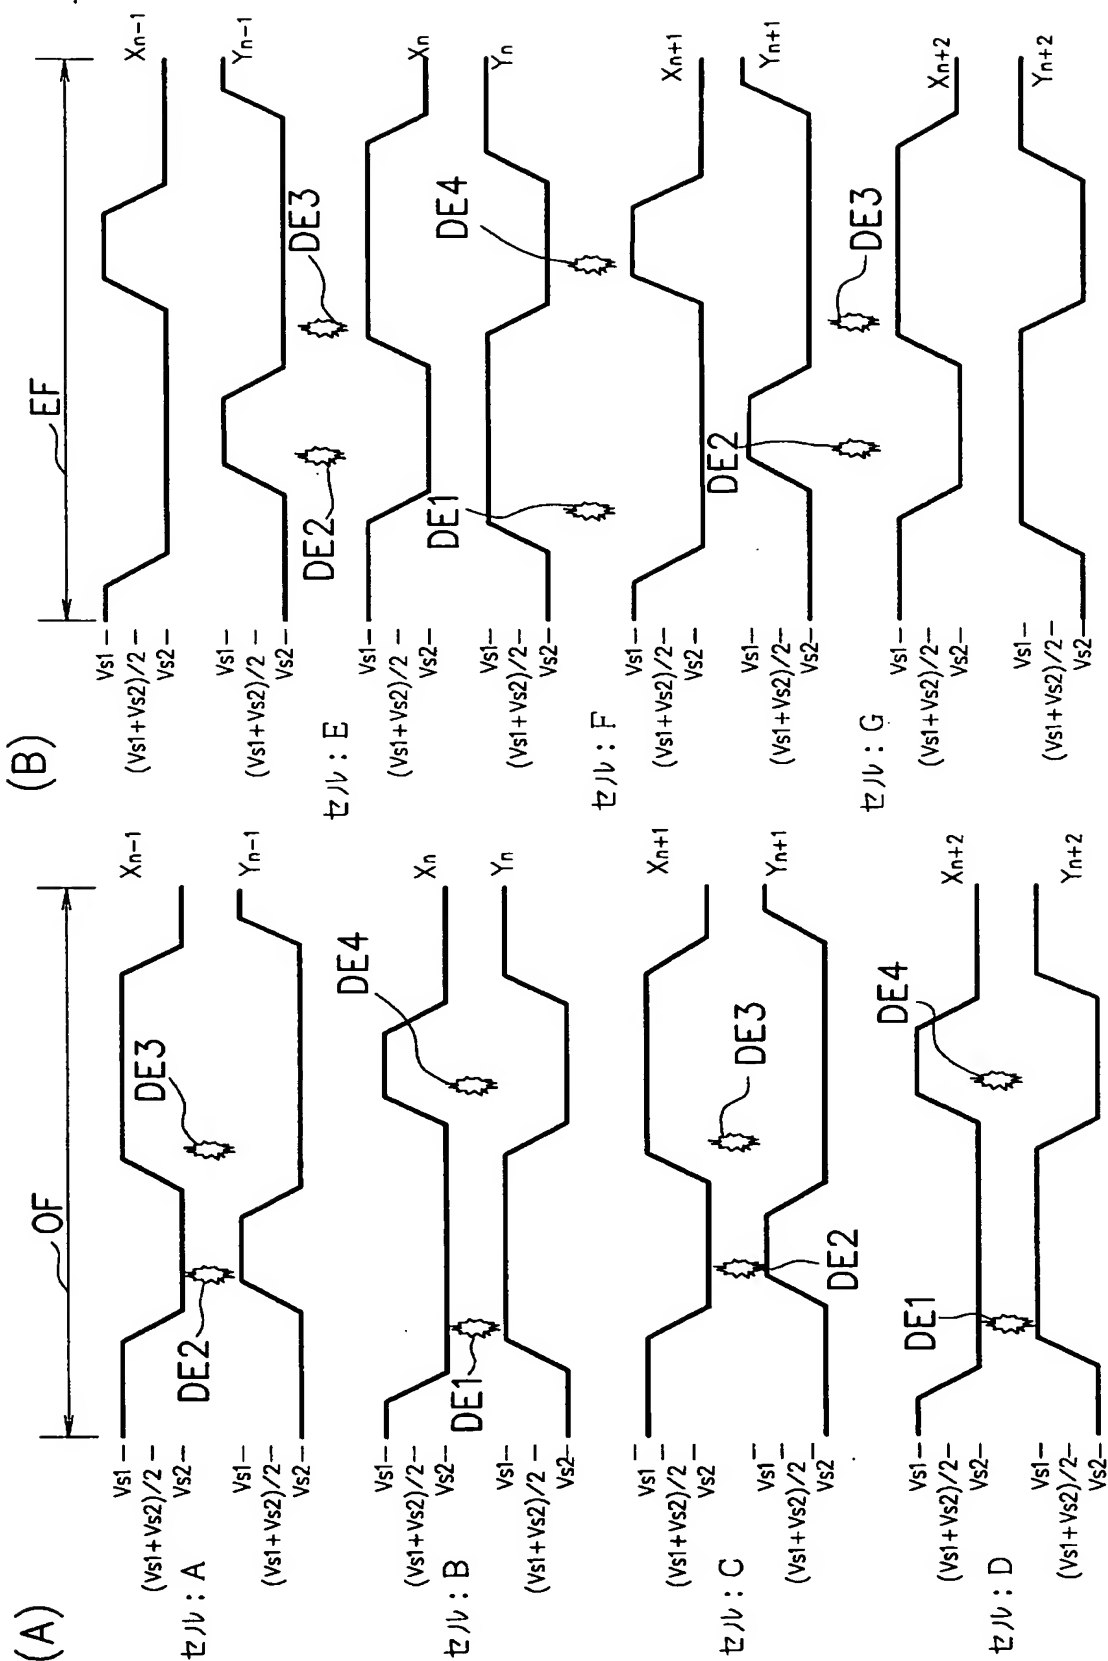 (A)
OF
セル：A
Vs1
(Vs1+Vs2)/2
Vs2
Xn-1
(Vs1+Vs2)/2
Vs1
Yn-1
DE2
DE3
セル：B
Vs1
(Vs1+Vs2)/2
Vs2
Xn
Vs1
(Vs1+Vs2)/2
Vs2
Yn
DE1
DE4
セル：C
Vs1
(Vs1+Vs2)/2
Vs2
Xn+1
Vs1
(Vs1+Vs2)/2
Vs2
Yn+1
DE2
DE3
セル：D
Vs1
(Vs1+Vs2)/2
Vs2
Xn+2
Vs1
(Vs1+Vs2)/2
Yn+2
DE1
DE4
(B)
EF
Vs1
(Vs1+Vs2)/2
Vs2
Xn-1
Vs1
(Vs1+Vs2)/2
Vs2
Yn-1
セル：E
DE2
DE3
Vs1
(Vs1+Vs2)/2
Vs2
Xn
Vs1
(Vs1+Vs2)/2
Vs2
Yn
セル：F
DE1
DE4
Vs1
(Vs1+Vs2)/2
Vs2
Xn+1
Vs1
(Vs1+Vs2)/2
Vs2
Yn+1
セル：G
DE2
DE3
Vs1
(Vs1+Vs2)/2
Vs2
Xn+2
Vs1
(Vs1+Vs2)/2
Vs2
Yn+2